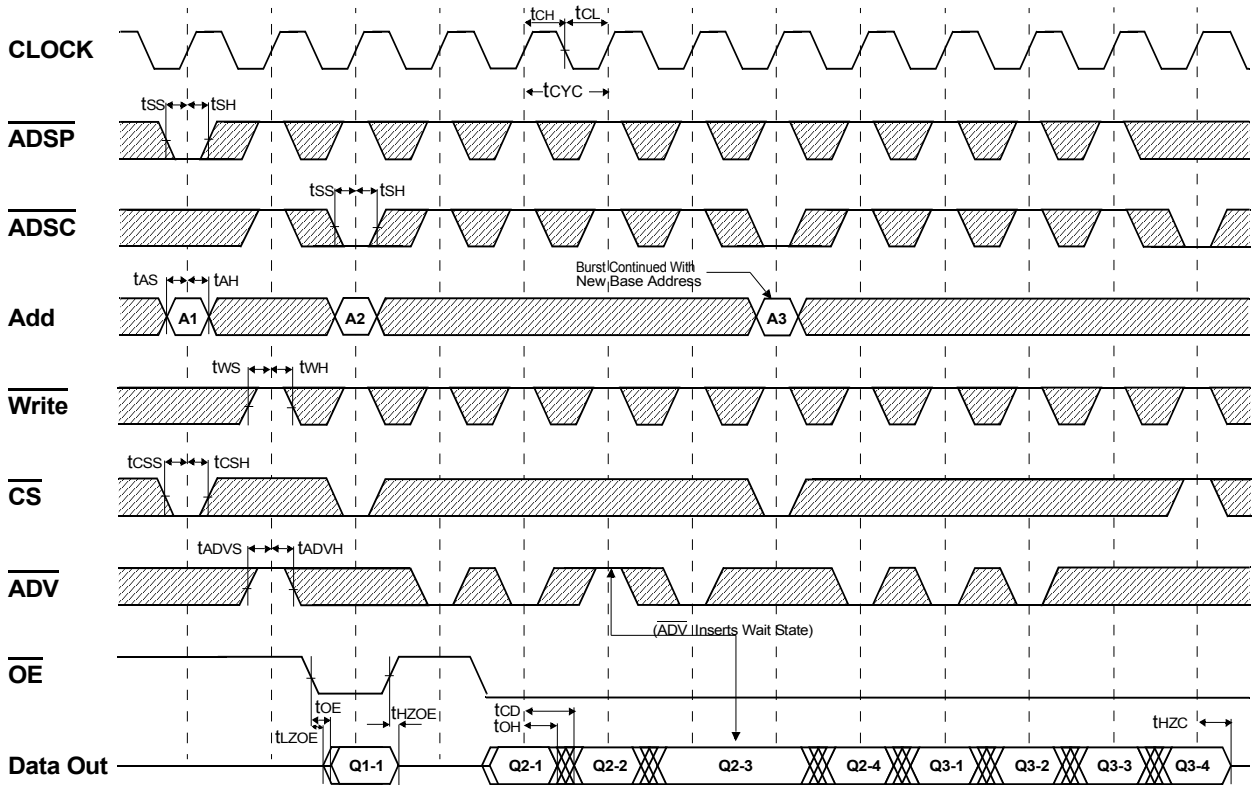 tCH tCL
CLOCK
tCYC
tSS tSH
ADSP
tSS tSH
ADSC
Burst Continued With
New Base Address
tAS tAH
Add A1 A2 A3
tWS tWH
Write
tCSS tCSH
CS
tADVS tADVH
ADV
(ADV Inserts Wait State)
OE
tOE tHZOE tCD
tOH
tLZOE tHZC
Data Out Q1-1 Q2-1 Q2-2 Q2-3 Q2-4 Q3-1 Q3-2 Q3-3 Q3-4